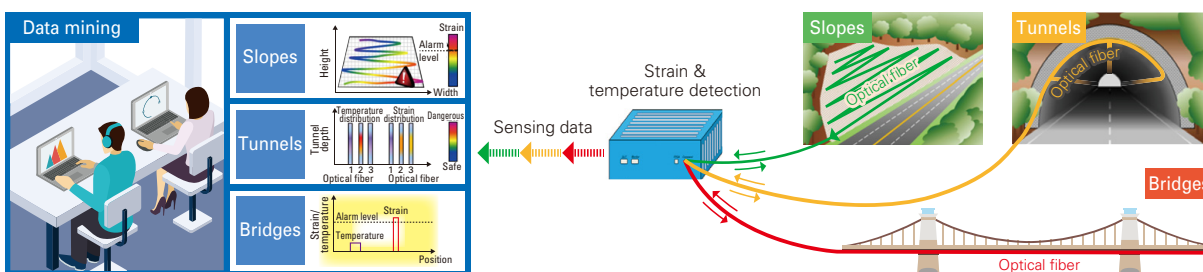 Data mining
Slopes
Height
Strain
Alarm
level
Width
Tunnels
Tunnel
depth
Temperature
distribution
Strain
distribution
1 2 3
Optical fiber
1 2 3
Optical fiber
Dangerous
Safe
Bridges
Strain/
temperature
Alarm level
Strain
Temperature
Position
Sensing data
Strain &
temperature detection
Slopes
Optical fiber
Tunnels
Optical fiber
Bridges
Optical fiber